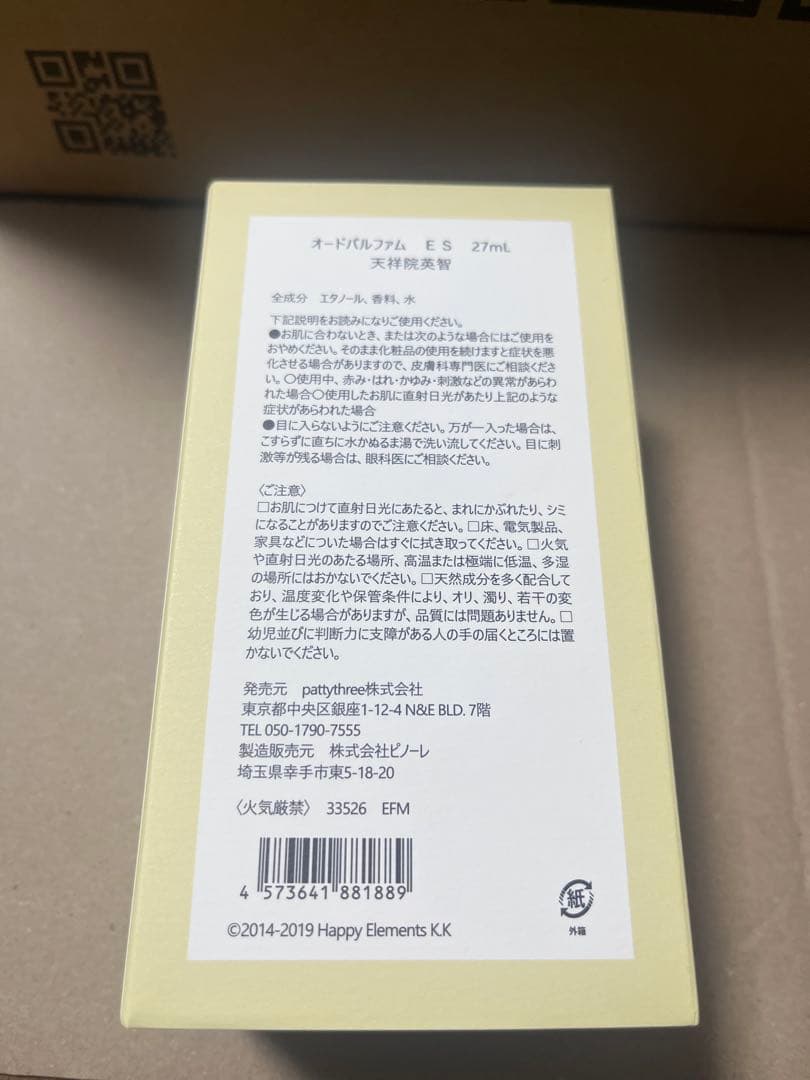 オードパルファム　ＥＳ　27mL
天祥院英智
全成分　エタノール、香料、水
下記説明をお読みになりご使用ください。
●お肌に合わないとき、または次のような場合にはご使用を
おやめください。そのまま化粧品の使用を続けますと症状を悪
化させる場合がありますので、皮膚科専門医にご相談くださ
い。〇使用中、赤み・はれ・かゆみ・刺激などの異常があらわ
れた場合〇使用したお肌に直射日光があたり上記のような
症状があらわれた場合
●目に入らないようにご注意ください。万が一入った場合は、
こすらずに直ちに水かぬるま湯で洗い流してください。目に刺
激等が残る場合は、眼科医にご相談ください。
〈ご注意〉
□お肌につけて直射日光にあたると、まれにかぶれたり、シミ
になることがありますのでご注意ください。□床、電気製品、
家具などについた場合はすぐに拭き取ってください。□火気
や直射日光のあたる場所、高温または極端に低温、多湿
の場所にはおかないでください。□天然成分を多く配合して
おり、温度変化や保管条件により、オリ、濁り、若干の変
色が生じる場合がありますが、品質には問題ありません。□
幼児並びに判断力に支障がある人の手の届くところには置
かないでください。
発売元　pattythree株式会社
東京都中央区銀座1-12-4 N&E BLD. 7階
TEL 050-1790-7555
製造販売元　株式会社ピノーレ
埼玉県幸手市東5-18-20
〈火気厳禁〉　33526　EFM
4 573641 881889
紙
外箱
©2014-2019 Happy Elements K.K